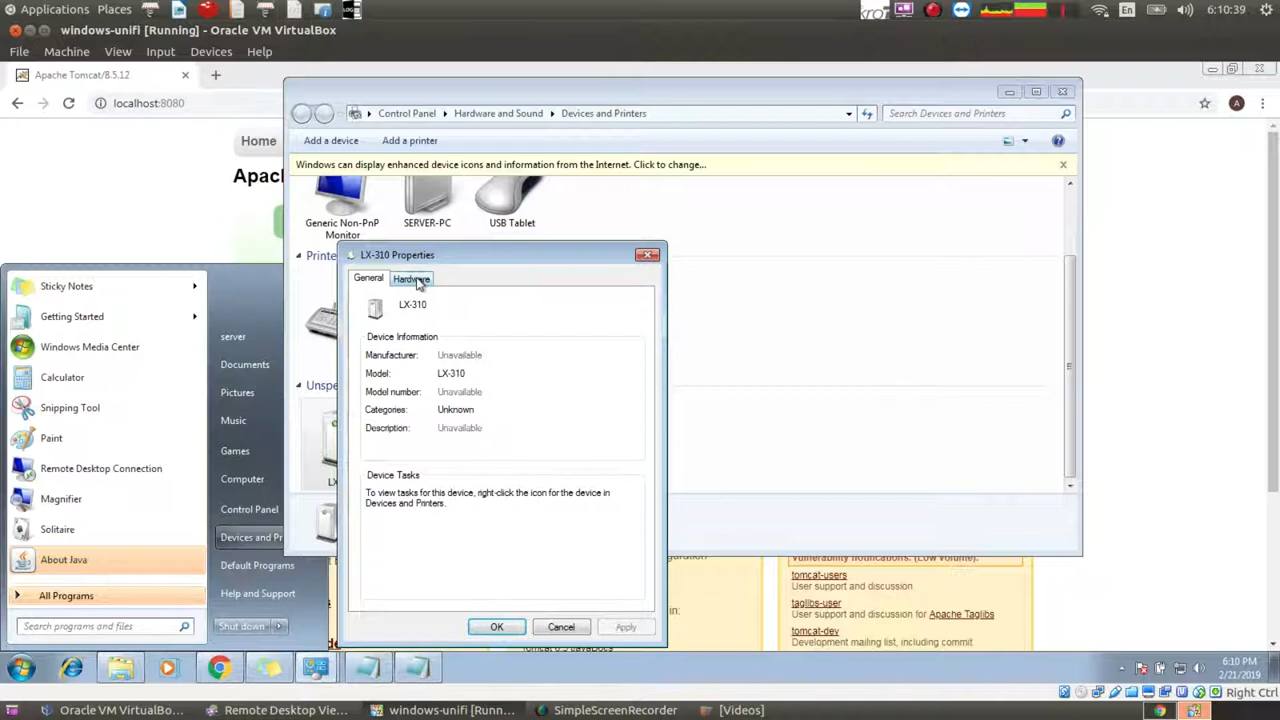 Applications Places
kroi
En
6:10:39
windows-unifi [Running] - Oracle VM VirtualBox
File Machine View Input Devices Help
Apache Tomcat/8.5.12
localhost:8080
A
Home
Control Panel Hardware and Sound Devices and Printers
Search Devices and Printers
Add a device Add a printer
Windows can display enhanced device icons and information from the Internet. Click to change...
Generic Non-PnP Monitor
SERVER-PC
USB Tablet
Printe
Unspe
LX-310 Properties
General Hardware
LX-310
Device Information
Manufacturer: Unavailable
Model: LX-310
Model number: Unavailable
Categories: Unknown
Description: Unavailable
Device Tasks
To view tasks for this device, right-click the icon for the device in
Devices and Printers.
OK Cancel Apply
Sticky Notes
Getting Started
Windows Media Center
Calculator
Snipping Tool
Paint
Remote Desktop Connection
Magnifier
Solitaire
About Java
All Programs
Search programs and files
server
Documents
Pictures
Music
Games
Computer
Control Panel
Devices and Pr
Default Programs
Help and Support
Shut down
tomcat-users
User support and discussion
taglibs-user
User support and discussion for Apache Taglibs
tomcat-dev
Development mailing list, including commit
6:10 PM
2/21/2019
Right Ctrl
Oracle VM VirtualBo...
Remote Desktop Vie...
windows-unifi [Runn...
SimpleScreenRecorder
[Videos]